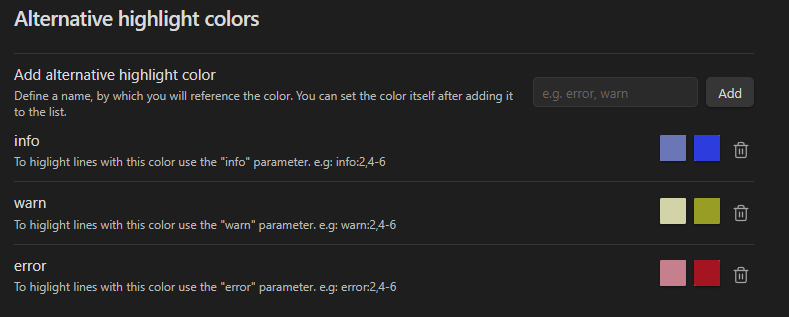 Alternative highlight colors
Add alternative highlight color
Define a name, by which you will reference the color. You can set the color itself after adding it
to the list.
e.g. error, warn
Add
info
To higlight lines with this color use the "info" parameter. e.g: info:2,4-6
warn
To higlight lines with this color use the "warn" parameter. e.g: warn:2,4-6
error
To higlight lines with this color use the "error" parameter. e.g: error:2,4-6